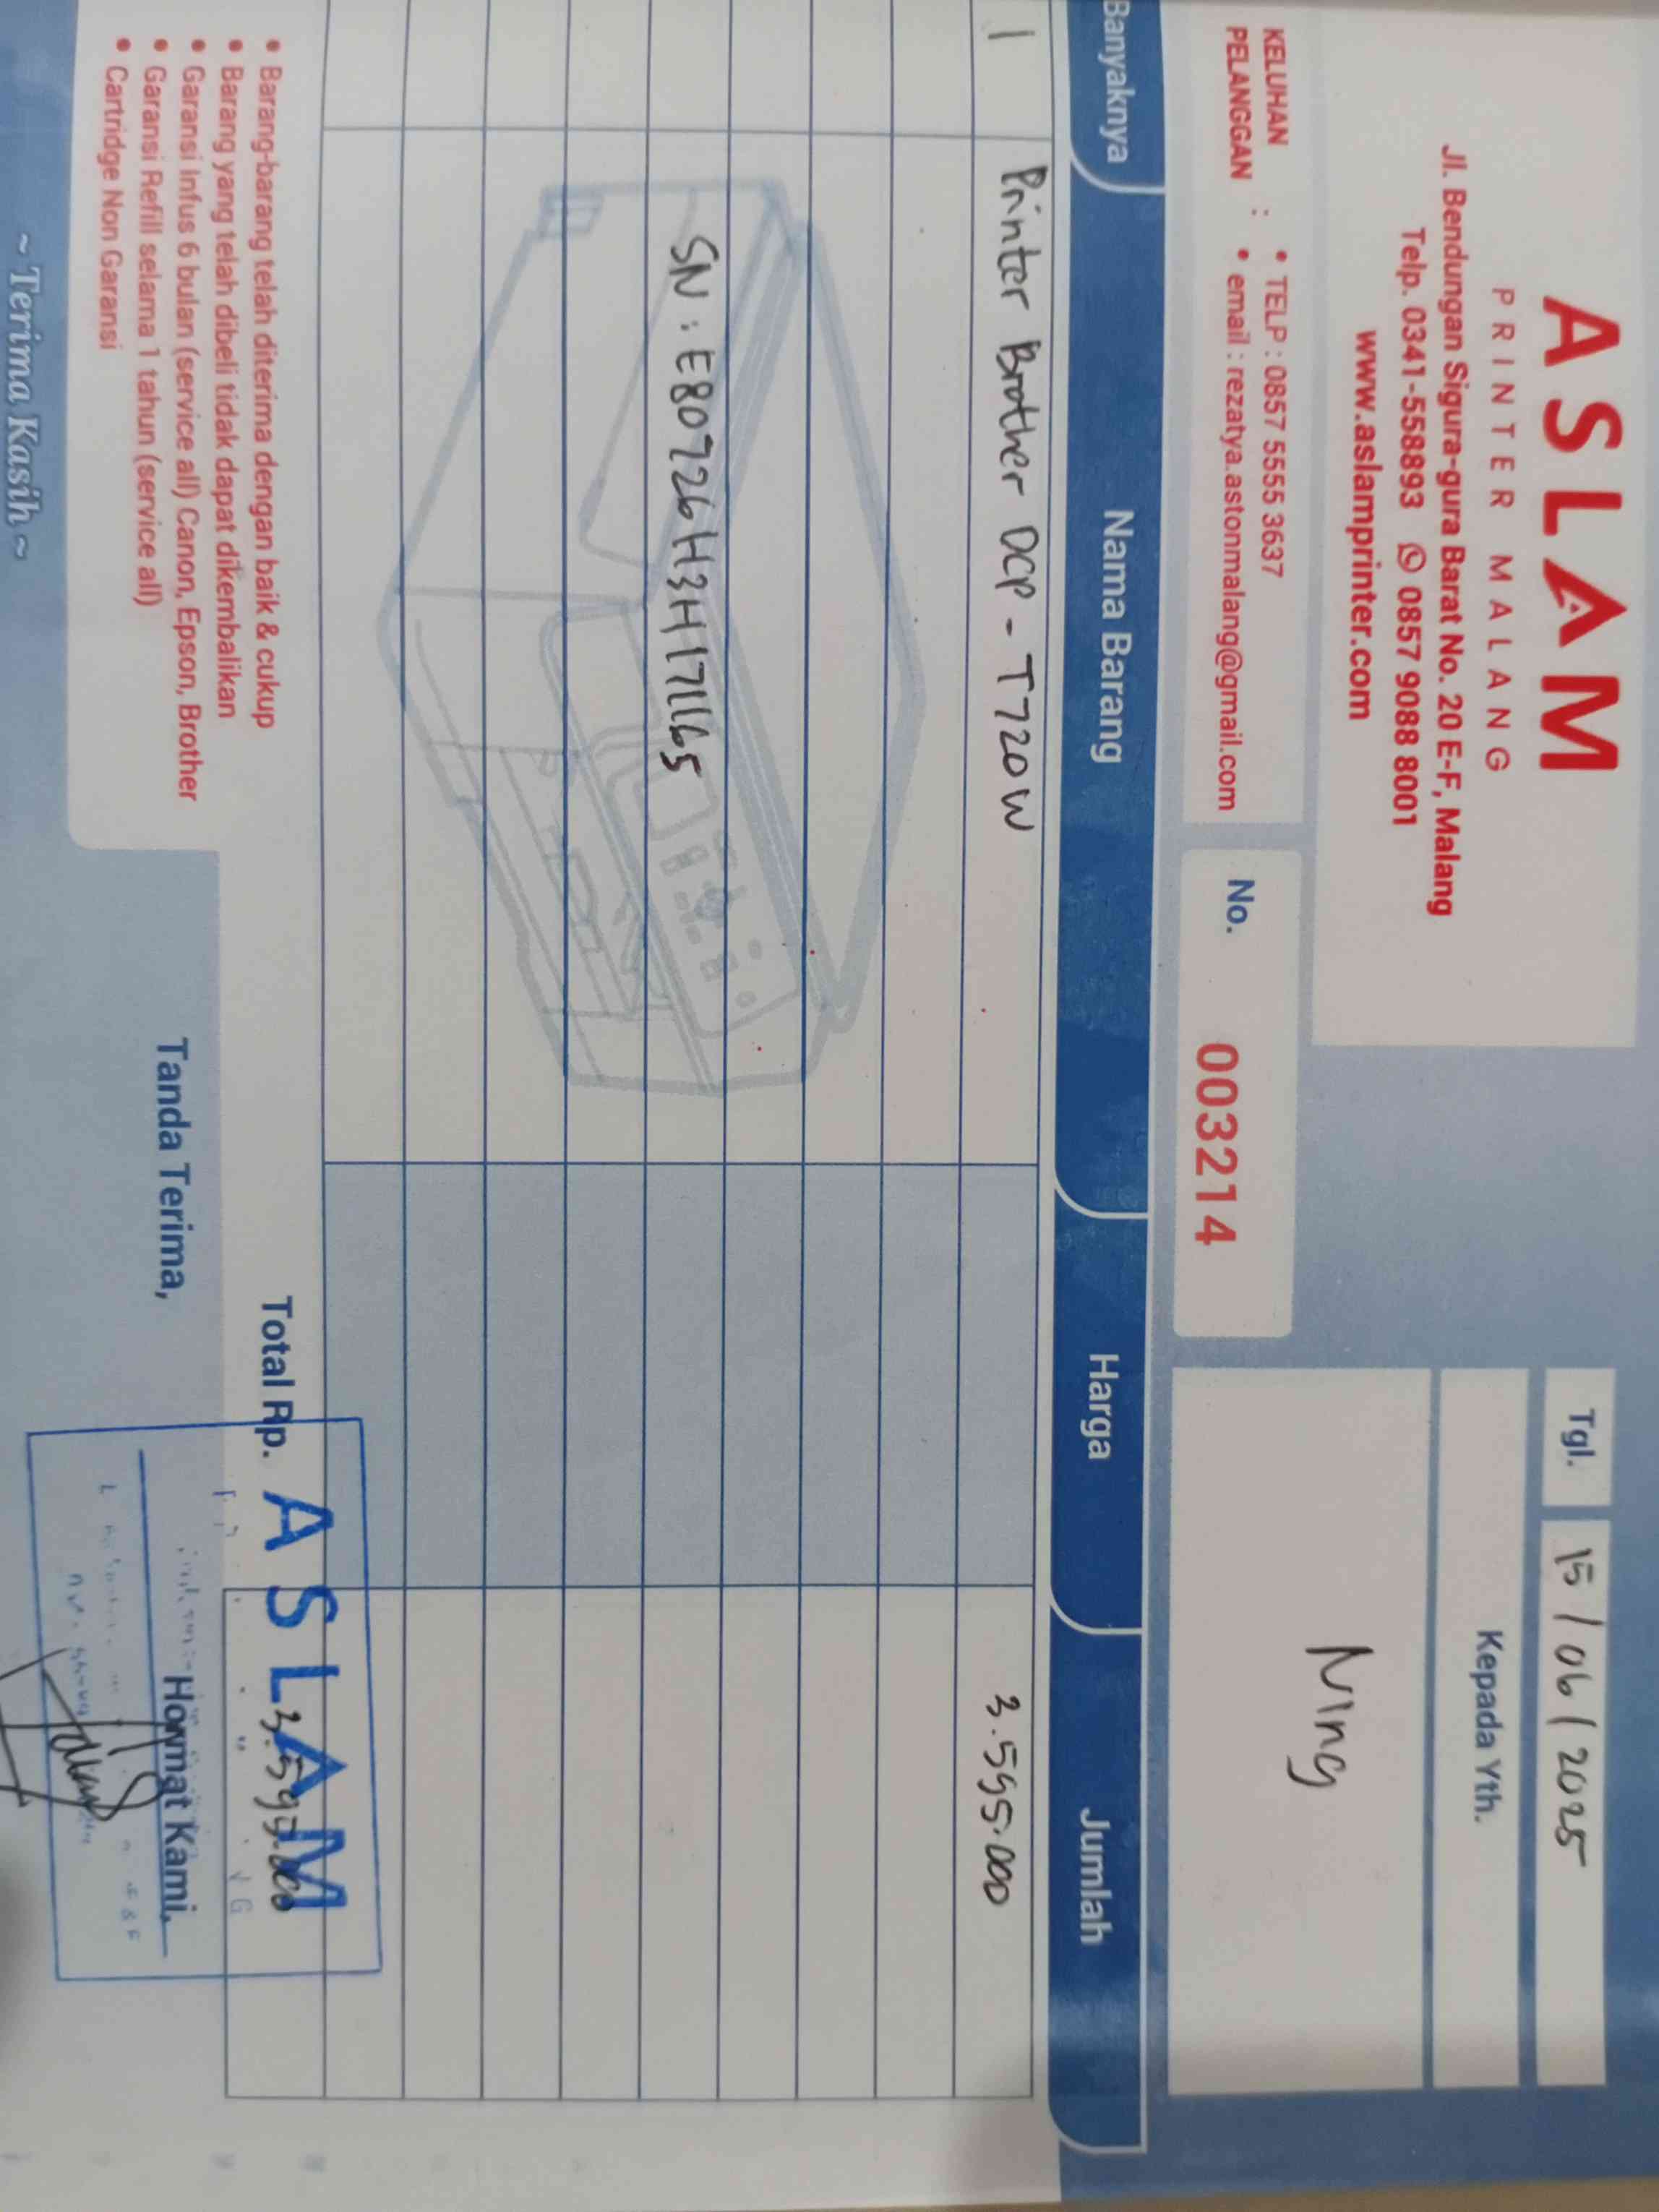 ASLAM
PRINTER MALANG
Jl. Bendungan Sigura-gura Barat No. 20 E-F, Malang
Telp. 0341-558893 0857 9088 8001
www.aslamprinter.com
Tgl. 15/06/2025
Kepada Yth.
Ning
KELUHAN PELANGGAN :
• TELP : 0857 5555 3637
• email : rezatya.astonmalang@gmail.com
No. 003214
Banyaknya Nama Barang Harga Jumlah
1 Printer Brother DCP-T720W 3.595.000
SN : E80726H3H171165
Total Rp. 3.595.000
ASLAM
• Barang-barang telah diterima dengan baik & cukup
• Barang yang telah dibeli tidak dapat dikembalikan
• Garansi Infus 6 bulan (service all) Canon, Epson, Brother
• Garansi Refill selama 1 tahun (service all)
• Cartridge Non Garansi
Tanda Terima,
Hormat Kami,
~ Terima Kasih ~